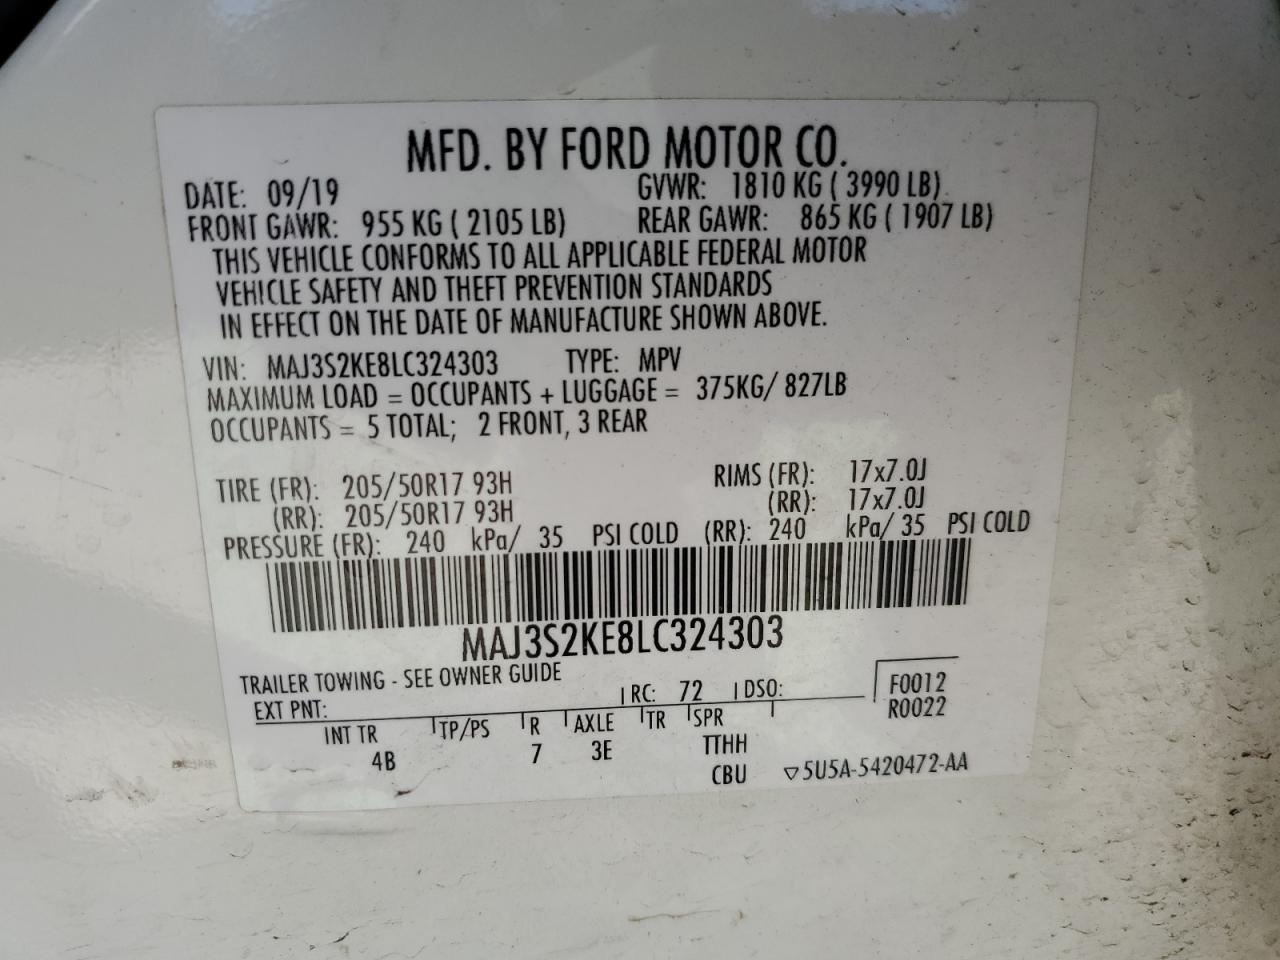 MFD. BY FORD MOTOR CO.
DATE: 09/19 GVWR: 1810 KG ( 3990 LB)
FRONT GAWR: 955 KG ( 2105 LB) REAR GAWR: 865 KG ( 1907 LB)
THIS VEHICLE CONFORMS TO ALL APPLICABLE FEDERAL MOTOR
VEHICLE SAFETY AND THEFT PREVENTION STANDARDS
IN EFFECT ON THE DATE OF MANUFACTURE SHOWN ABOVE.
VIN: MAJ3S2KE8LC324303 TYPE: MPV
MAXIMUM LOAD = OCCUPANTS + LUGGAGE = 375KG/ 827LB
OCCUPANTS = 5 TOTAL; 2 FRONT, 3 REAR
TIRE (FR): 205/50R17 93H RIMS (FR): 17x7.0J
(RR): 205/50R17 93H (RR): 17x7.0J
PRESSURE (FR): 240 kPa/ 35 PSI COLD (RR): 240 kPa/ 35 PSI COLD
MAJ3S2KE8LC324303
TRAILER TOWING - SEE OWNER GUIDE
EXT PNT: RC: 72 DSO: F0012
R0022
INT TR TP/PS R AXLE TR SPR
4B 7 3E TTHH
CBU ▽5U5A-5420472-AA